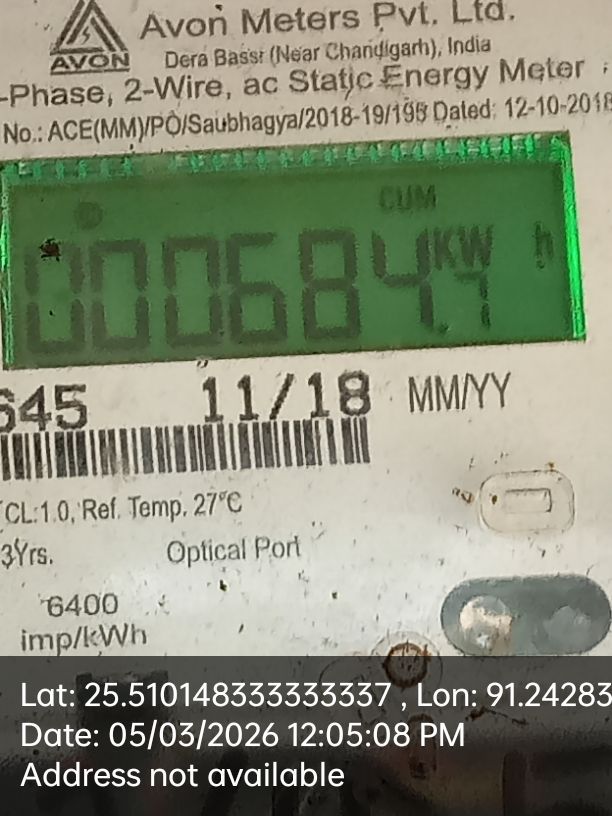 Avon Meters Pvt. Ltd.
AVON
Dera Bassi (Near Chandigarh), India
-Phase, 2-Wire, ac Static Energy Meter
No.: ACE(MM)/PO/Saubhagya/2018-19/195 Dated: 12-10-2018
CUM
000684.7 KW h
645 11/18 MM/YY
CL:1.0, Ref. Temp. 27°C
3Yrs. Optical Port
6400
imp/kWh
Lat: 25.510148333333337 , Lon: 91.24283
Date: 05/03/2026 12:05:08 PM
Address not available